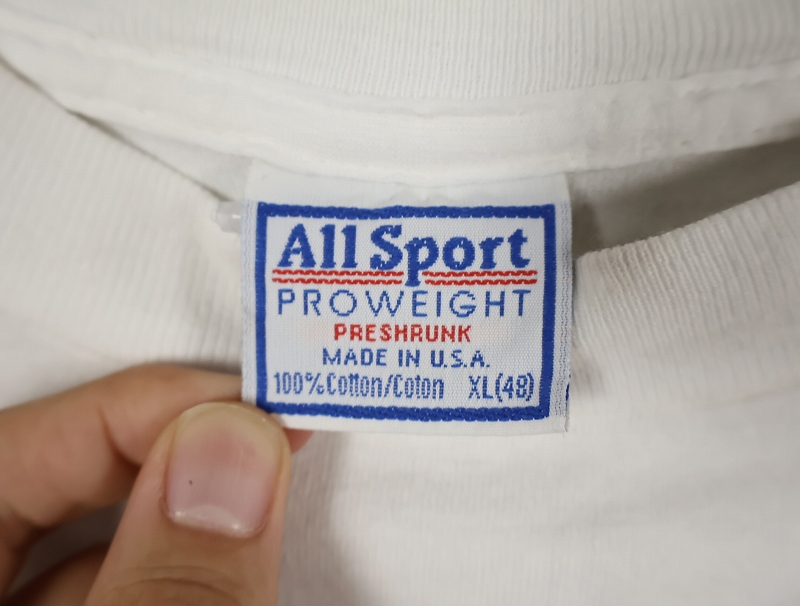 All Sport
PROWEIGHT
PRESHRUNK
MADE IN U.S.A.
100% Cotton/Coton XL(48)